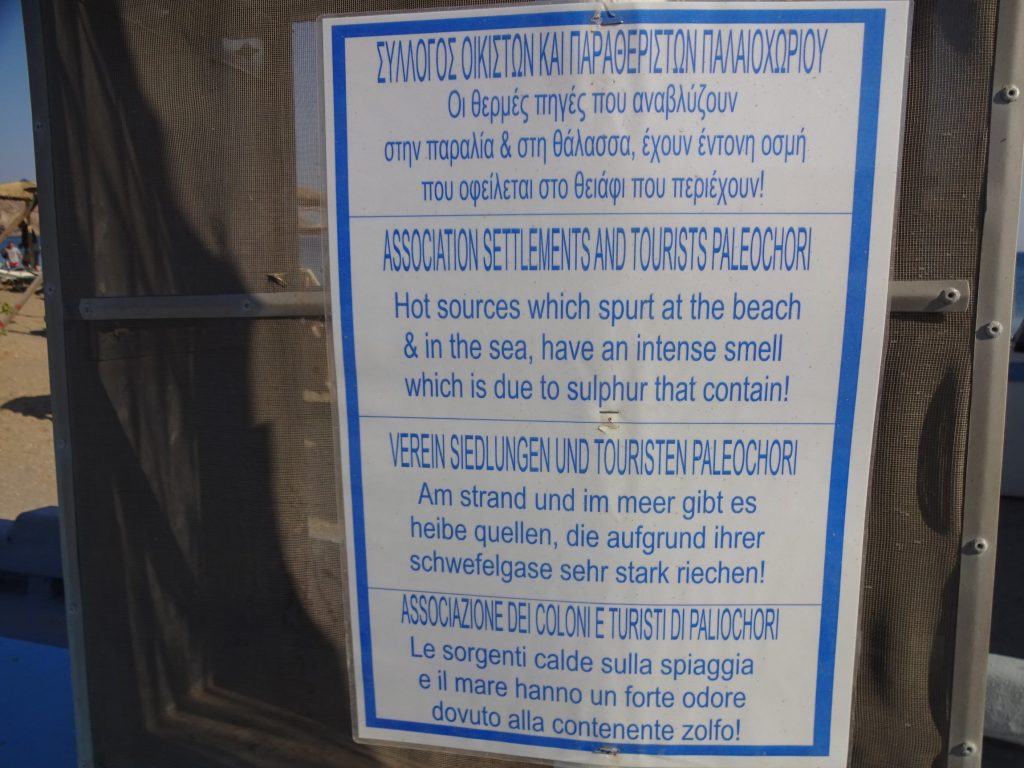 ΣΥΛΛΟΓΟΣ ΟΙΚΙΣΤΩΝ ΚΑΙ ΠΑΡΑΘΕΡΙΣΤΩΝ ΠΑΛΑΙΟΧΩΡΙΟΥ
Οι θερμές πηγές που αναβλύζουν
στην παραλία & στη θάλασσα, έχουν έντονη οσμή
που οφείλεται στο θειάφι που περιέχουν!
ASSOCIATION SETTLEMENTS AND TOURISTS PALEOCHORI
Hot sources which spurt at the beach
& in the sea, have an intense smell
which is due to sulphur that contain!
VEREIN SIEDLUNGEN UND TOURISTEN PALEOCHORI
Am strand und im meer gibt es
heibe quellen, die aufgrund ihrer
schwefelgase sehr stark riechen!
ASSOCIAZIONE DEI COLONI E TURISTI DI PALIOCHORI
Le sorgenti calde sulla spiaggia
e il mare hanno un forte odore
dovuto alla contenente zolfo!